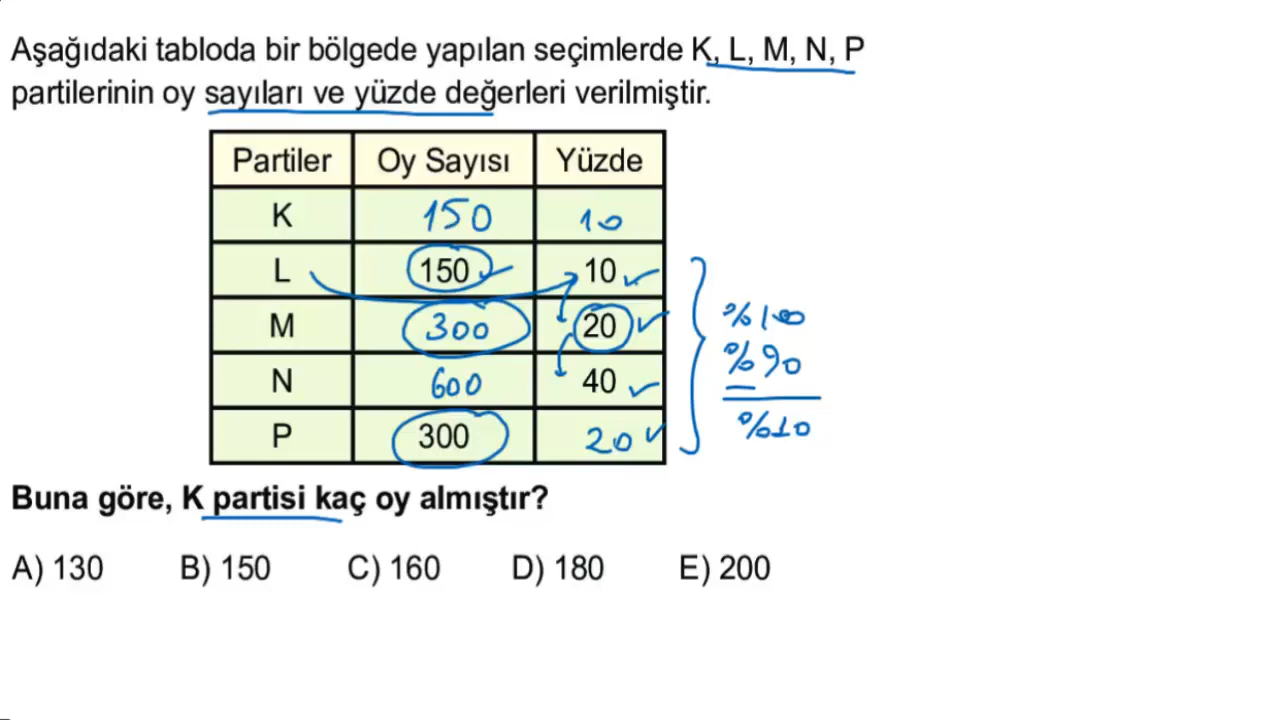 Aşağıdaki tabloda bir bölgede yapılan seçimlerde K, L, M, N, P
partilerinin oy sayıları ve yüzde değerleri verilmiştir.
Partiler Oy Sayısı Yüzde
K 150 10
L 150 10
M 300 20
N 600 40
P 300 20
%100
%90
%10
Buna göre, K partisi kaç oy almıştır?
A) 130 B) 150 C) 160 D) 180 E) 200